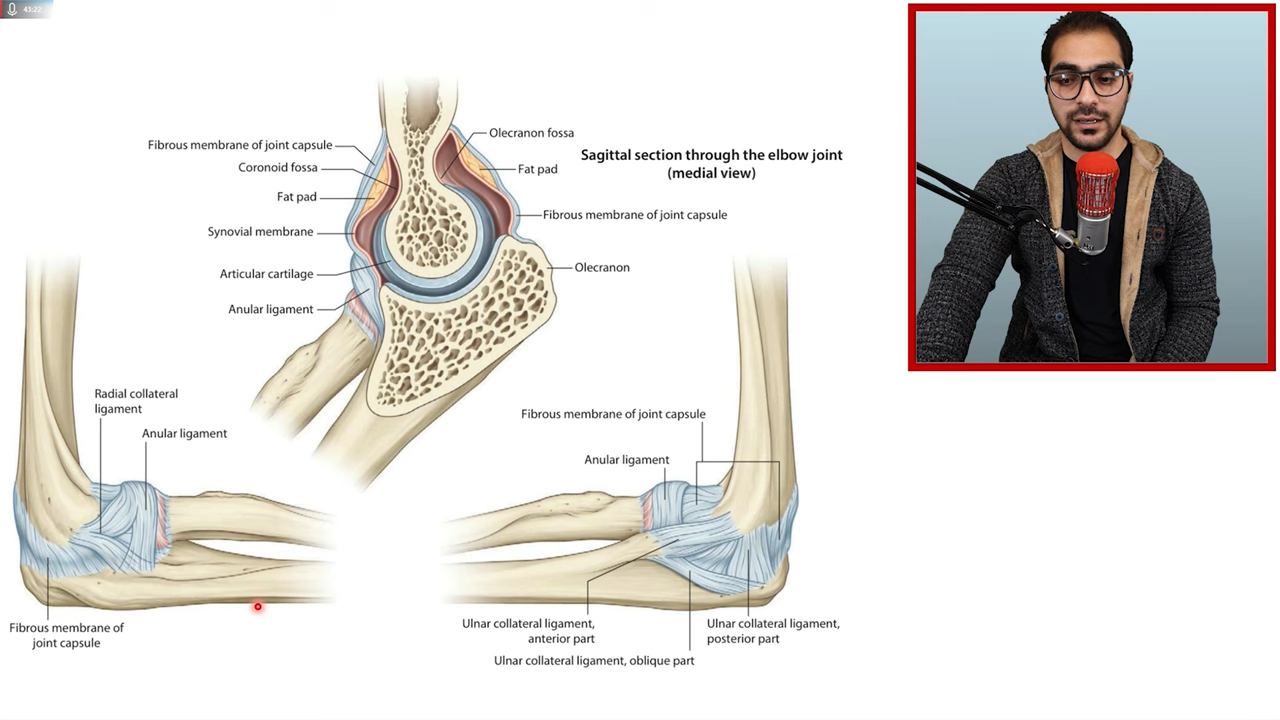 43:22
Fibrous membrane of joint capsule
Coronoid fossa
Fat pad
Synovial membrane
Articular cartilage
Anular ligament
Olecranon fossa
Fat pad
Fibrous membrane of joint capsule
Olecranon
Sagittal section through the elbow joint
(medial view)
Radial collateral
ligament
Anular ligament
Fibrous membrane of
joint capsule
Fibrous membrane of joint capsule
Anular ligament
Ulnar collateral ligament,
anterior part
Ulnar collateral ligament, oblique part
Ulnar collateral ligament,
posterior part